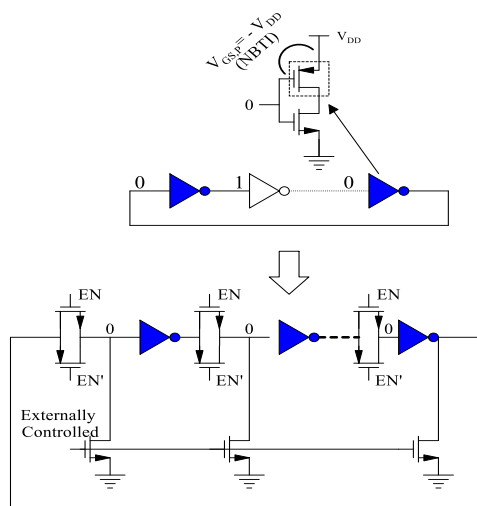 V_DD
V_GS,P = - V_DD
(NBTI)
0
0
1
0
EN
EN
EN
0
0
0
EN'
EN'
EN'
Externally
Controlled